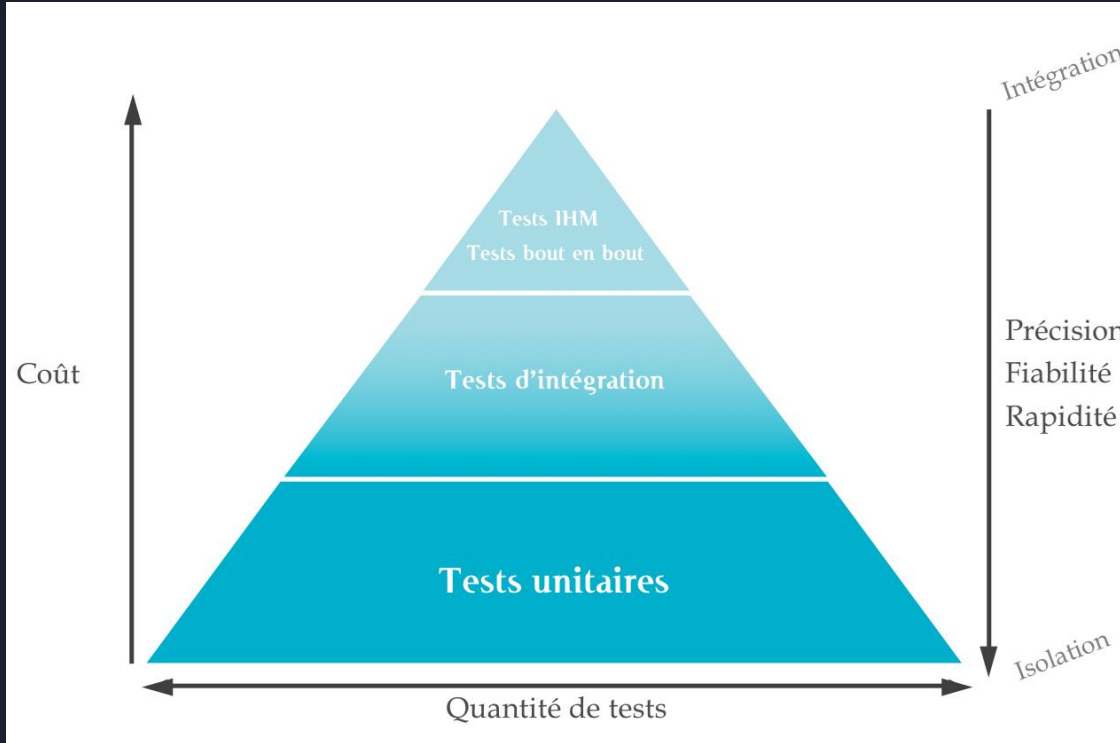 Intégration
Tests IHM
Tests bout en bout
Coût
Tests d'intégration
Précision
Fiabilité
Rapidité
Tests unitaires
Isolation
Quantité de tests